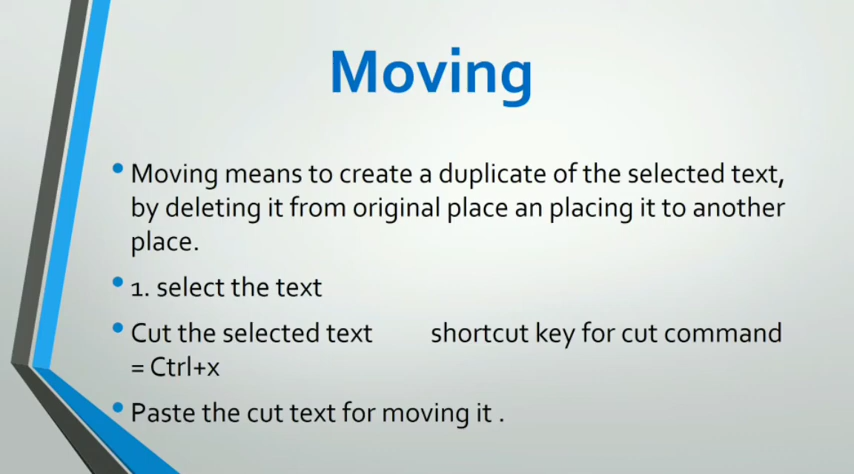 Moving
• Moving means to create a duplicate of the selected text,
by deleting it from original place an placing it to another
place.
• 1. select the text
• Cut the selected text shortcut key for cut command
= Ctrl+x
• Paste the cut text for moving it .